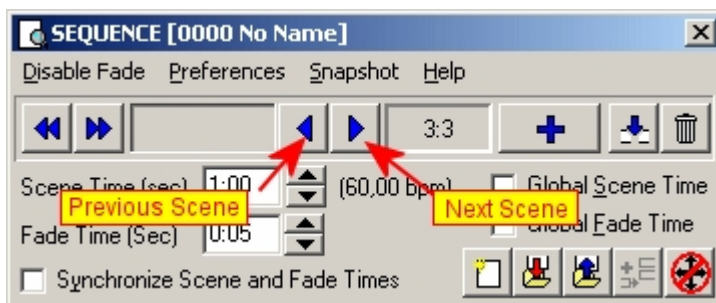 SEQUENCE [0000 No Name]
Disable Fade Preferences Snapshot Help
3:3
Scene Time (sec) 1:00 (60,00 bpm) Global Scene Time
Previous Scene Next Scene
Fade Time (Sec) 0:05 Global Fade Time
Synchronize Scene and Fade Times